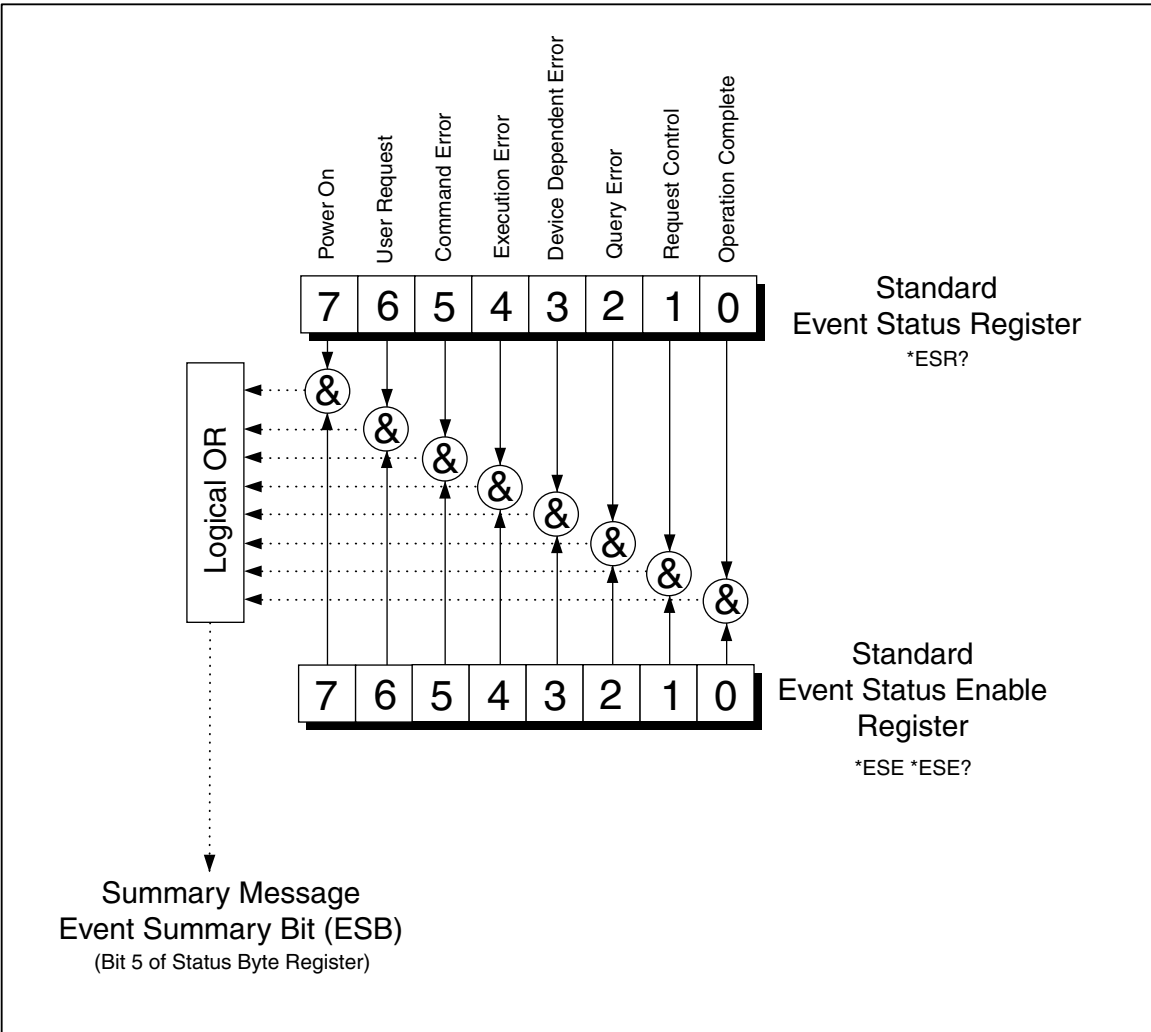 Power On
User Request
Command Error
Execution Error
Device Dependent Error
Query Error
Request Control
Operation Complete
7 6 5 4 3 2 1 0
Standard
Event Status Register
*ESR?
Logical OR
&
&
&
&
&
&
&
&
7 6 5 4 3 2 1 0
Standard
Event Status Enable
Register
*ESE *ESE?
Summary Message
Event Summary Bit (ESB)
(Bit 5 of Status Byte Register)